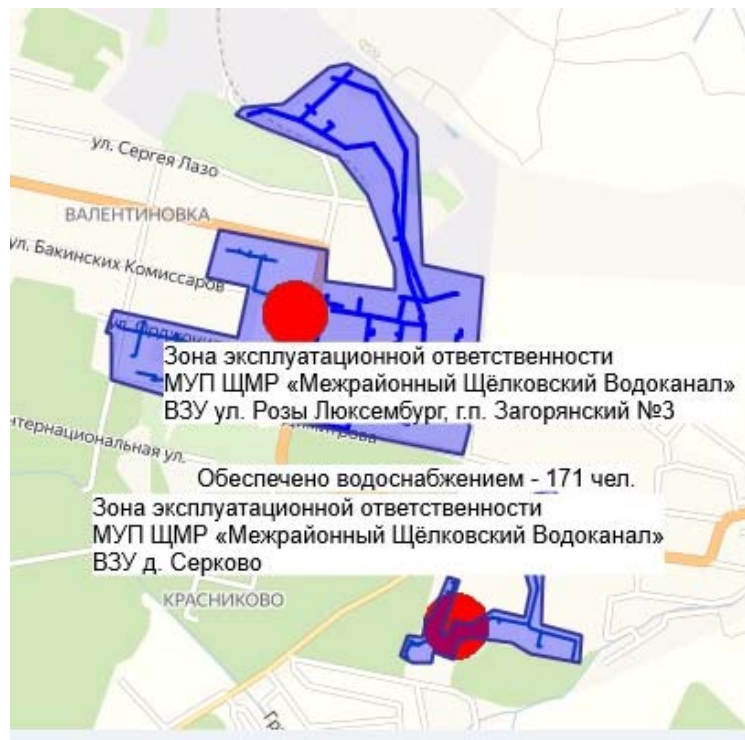 ул. Сергея Лазо
ВАЛЕНТИНОВКА
ул. Бакинских Комиссаров
Зона эксплуатационной ответственности
МУП ЩМР «Межрайонный Щёлковский Водоканал»
ВЗУ ул. Розы Люксембург, г.п. Загорянский №3
Обеспечено водоснабжением - 171 чел.
Зона эксплуатационной ответственности
МУП ЩМР «Межрайонный Щёлковский Водоканал»
ВЗУ д. Серково
КРАСНИКОВО